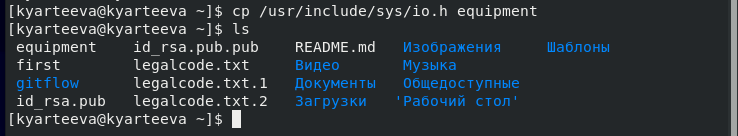 [kyarteeva@kyarteeva ~]$ cp /usr/include/sys/io.h equipment
[kyarteeva@kyarteeva ~]$ ls
equipment id_rsa.pub.pub README.md Изображения Шаблоны
first legalcode.txt Видео Музыка
gitflow legalcode.txt.1 Документы Общедоступные
id_rsa.pub legalcode.txt.2 Загрузки 'Рабочий стол'
[kyarteeva@kyarteeva ~]$